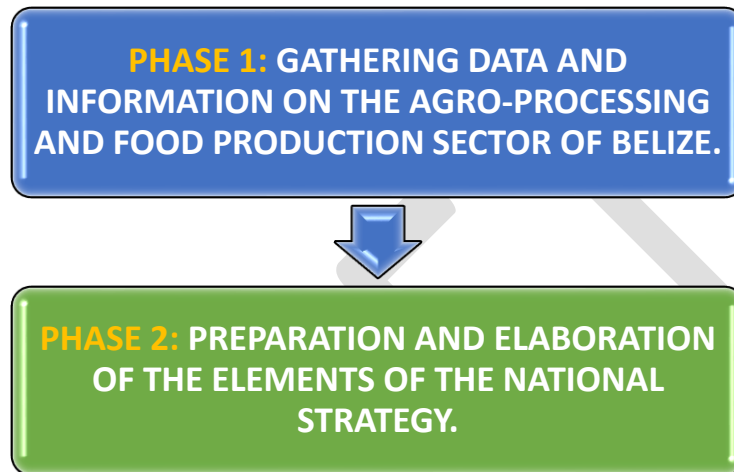 PHASE 1: GATHERING DATA AND
INFORMATION ON THE AGRO-PROCESSING
AND FOOD PRODUCTION SECTOR OF BELIZE.
PHASE 2: PREPARATION AND ELABORATION
OF THE ELEMENTS OF THE NATIONAL
STRATEGY.